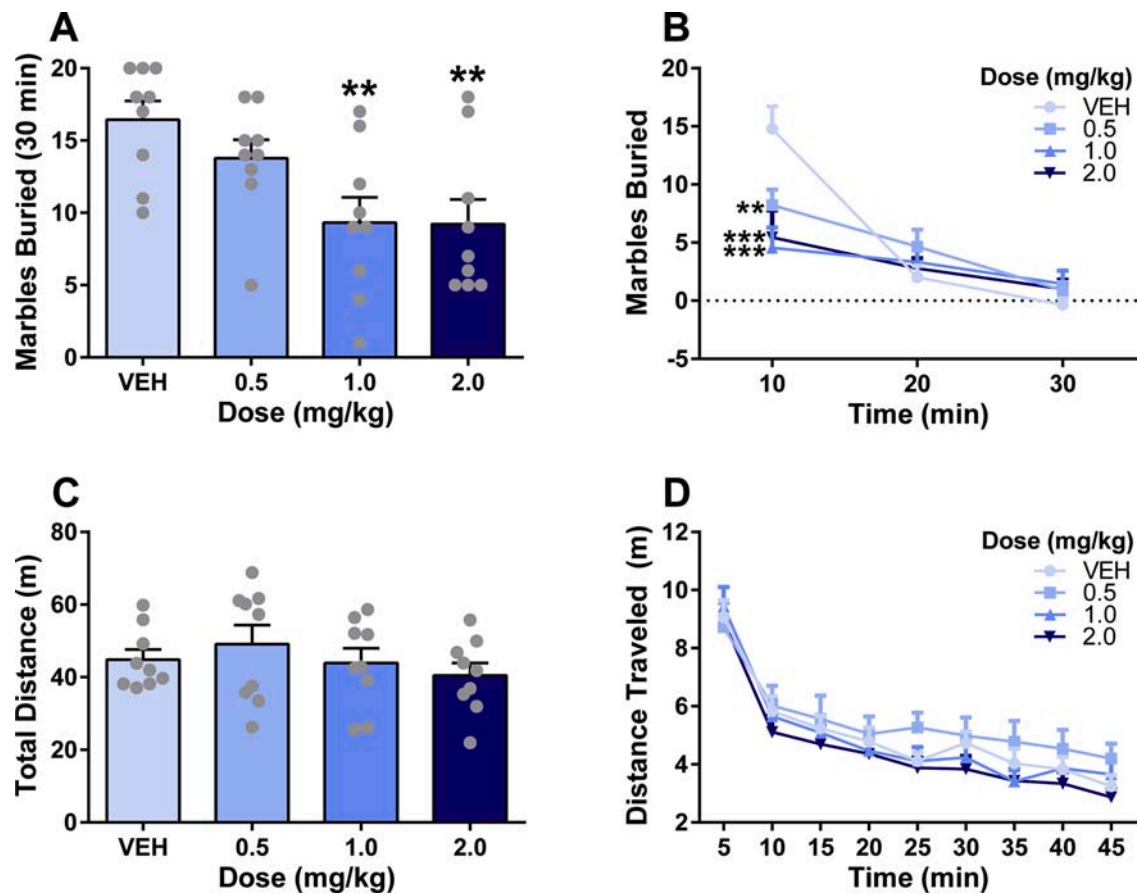 A
Marbles Buried (30 min)
20
15
10
5
0
**
**
VEH
0.5
1.0
2.0
Dose (mg/kg)
B
Marbles Buried
20
15
10
5
0
-5
**
***
***
Dose (mg/kg)
VEH
0.5
1.0
2.0
10
20
30
Time (min)
C
Total Distance (m)
80
60
40
20
0
VEH
0.5
1.0
2.0
Dose (mg/kg)
D
Distance Traveled (m)
12
10
8
6
4
2
Dose (mg/kg)
VEH
0.5
1.0
2.0
5
10
15
20
25
30
35
40
45
Time (min)